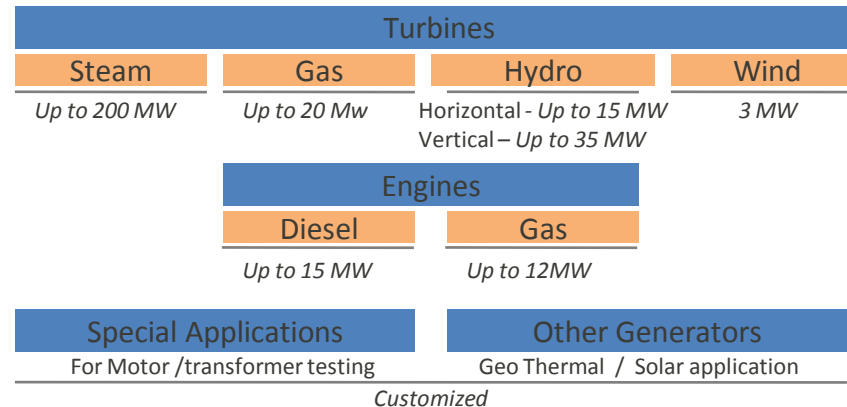 Turbines
Steam Gas Hydro Wind
Up to 200 MW Up to 20 Mw Horizontal - Up to 15 MW 3 MW
Vertical – Up to 35 MW
Engines
Diesel Gas
Up to 15 MW Up to 12MW
Special Applications Other Generators
For Motor /transformer testing Geo Thermal / Solar application
Customized